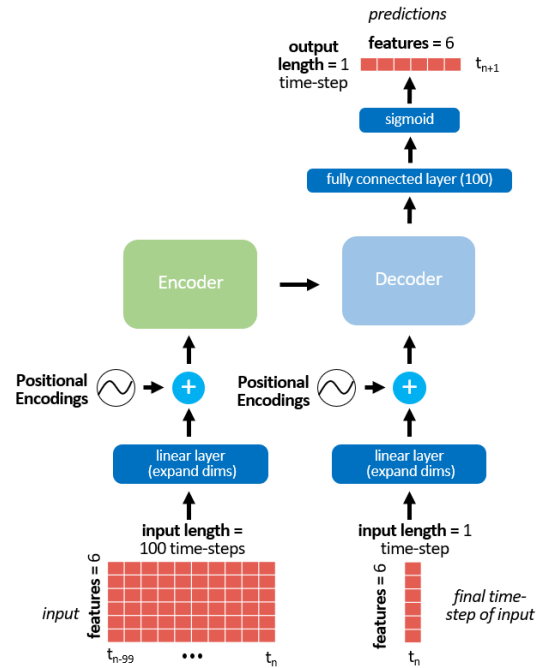 predictions
output
length = 1
time-step
features = 6
tn+1
sigmoid
fully connected layer (100)
Encoder
Decoder
Positional
Encodings
+
Positional
Encodings
+
linear layer
(expand dims)
linear layer
(expand dims)
input length =
100 time-steps
input length = 1
time-step
input
features = 6
features = 6
final time-
step of input
tn-99
•••
tn
tn